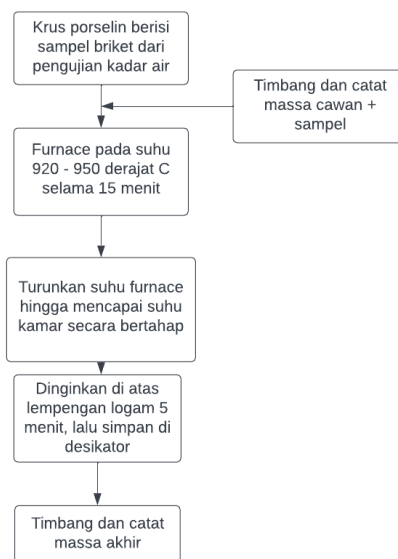 Krus porselin berisi
sampel briket dari
pengujian kadar air
Timbang dan catat
massa cawan +
sampel
Furnace pada suhu
920 - 950 derajat C
selama 15 menit
Turunkan suhu furnace
hingga mencapai suhu
kamar secara bertahap
Dinginkan di atas
lempengan logam 5
menit, lalu simpan di
desikator
Timbang dan catat
massa akhir